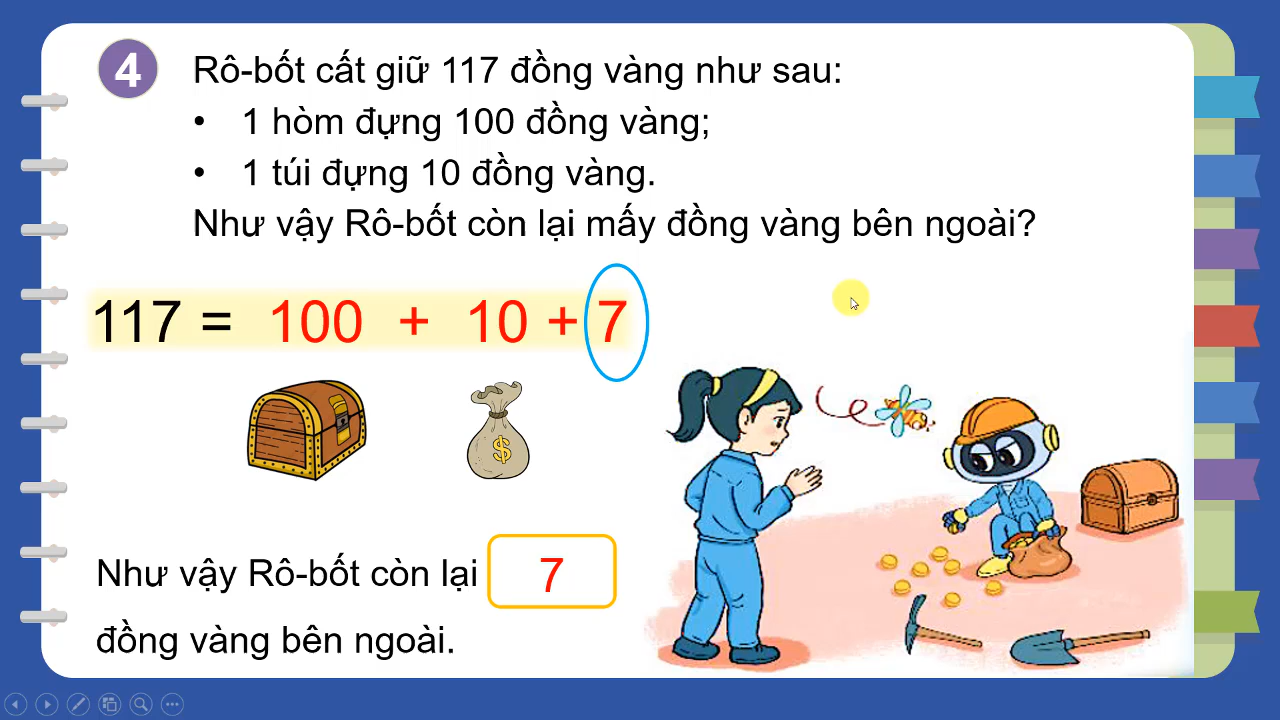 4
Rô-bốt cất giữ 117 đồng vàng như sau:
• 1 hòm đựng 100 đồng vàng;
• 1 túi đựng 10 đồng vàng.
Như vậy Rô-bốt còn lại mấy đồng vàng bên ngoài?
117 = 100 + 10 + 7
$
Như vậy Rô-bốt còn lại 7
đồng vàng bên ngoài.